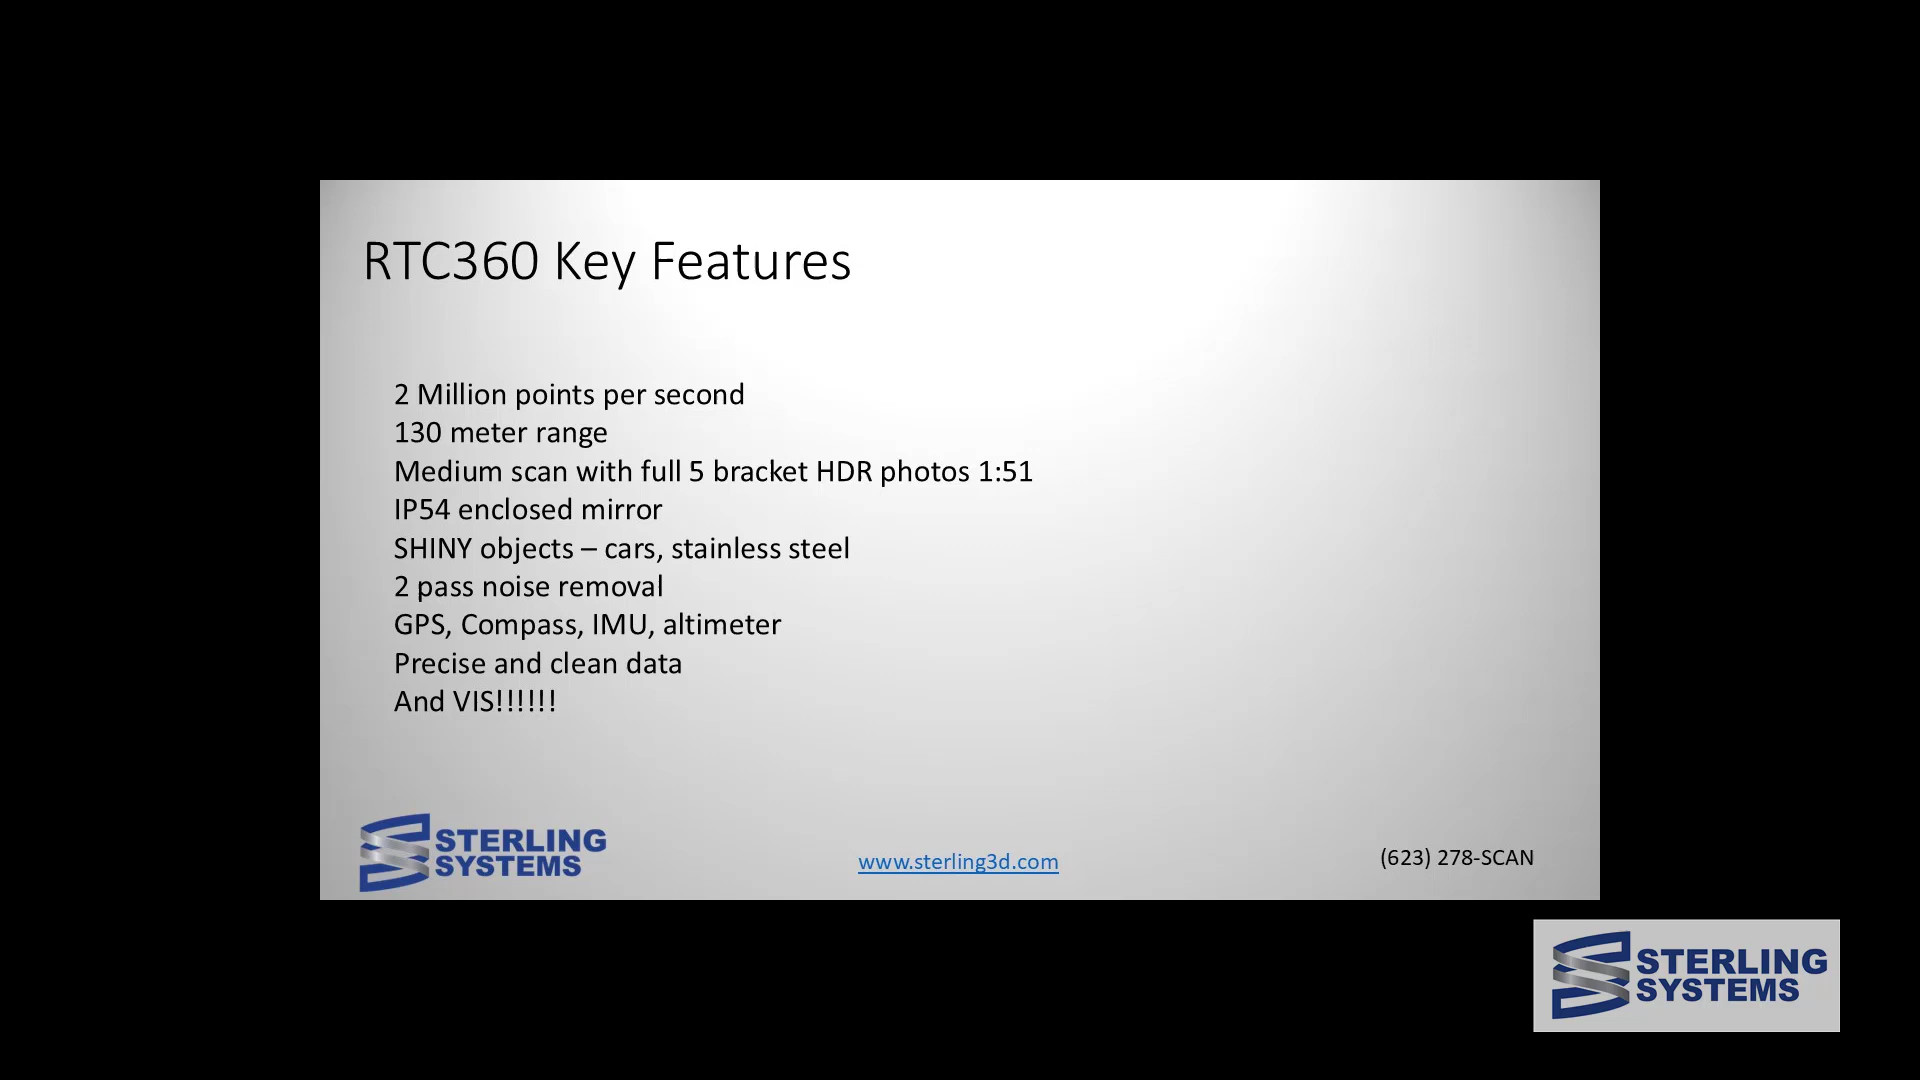 RTC360 Key Features
2 Million points per second
130 meter range
Medium scan with full 5 bracket HDR photos 1:51
IP54 enclosed mirror
SHINY objects – cars, stainless steel
2 pass noise removal
GPS, Compass, IMU, altimeter
Precise and clean data
And VIS!!!!!!
STERLING
SYSTEMS
www.sterling3d.com
(623) 278-SCAN
STERLING
SYSTEMS